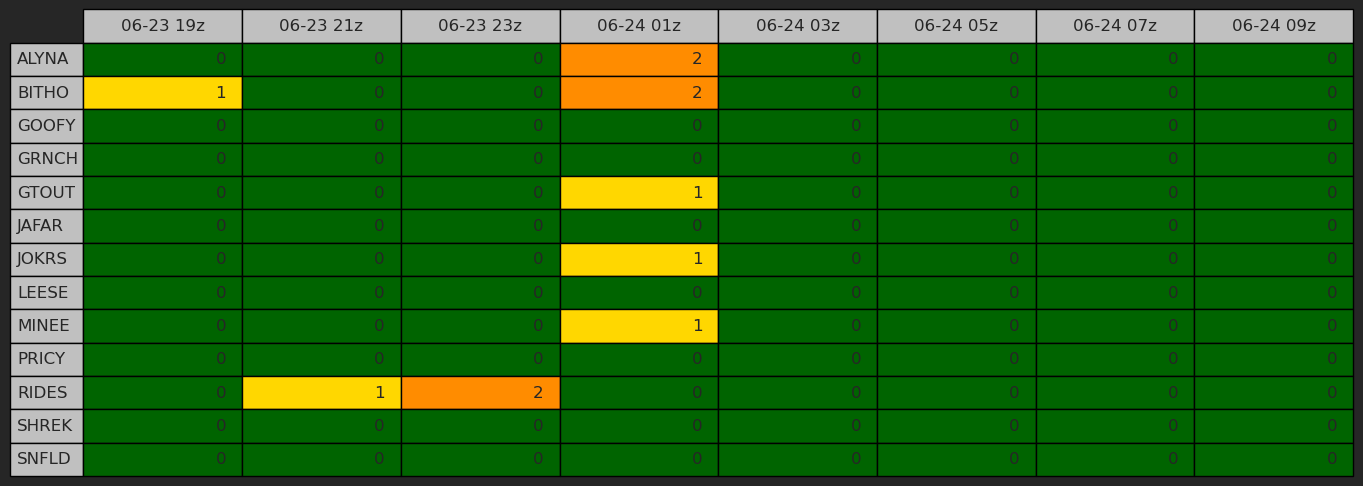 06-23 19z 06-23 21z 06-23 23z 06-24 01z 06-24 03z 06-24 05z 06-24 07z 06-24 09z
ALYNA 0 0 0 2 0 0 0 0
BITHO 1 0 0 2 0 0 0 0
GOOFY 0 0 0 0 0 0 0 0
GRNCH 0 0 0 0 0 0 0 0
GTOUT 0 0 0 1 0 0 0 0
JAFAR 0 0 0 0 0 0 0 0
JOKRS 0 0 0 1 0 0 0 0
LEESE 0 0 0 0 0 0 0 0
MINEE 0 0 0 1 0 0 0 0
PRICY 0 0 0 0 0 0 0 0
RIDES 0 1 2 0 0 0 0 0
SHREK 0 0 0 0 0 0 0 0
SNFLD 0 0 0 0 0 0 0 0